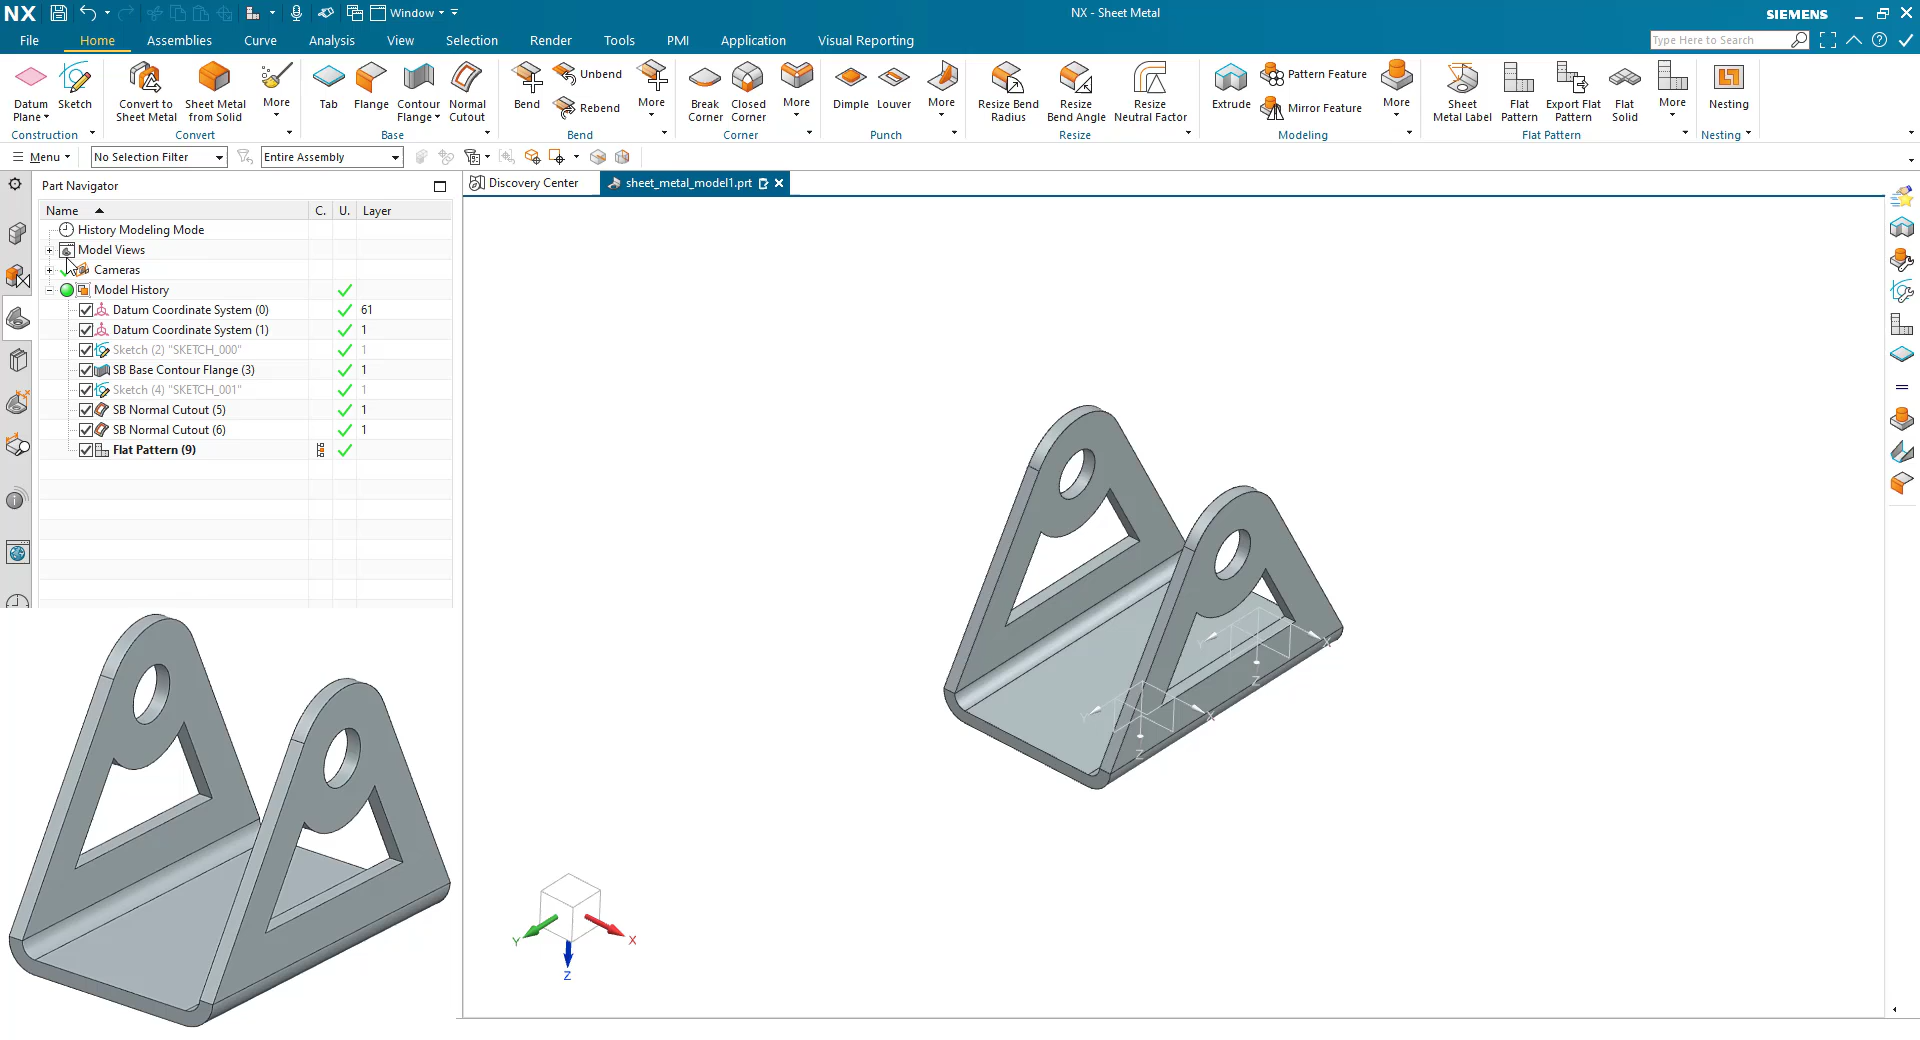 NX Window NX - Sheet Metal SIEMENS
File Home Assemblies Curve Analysis View Selection Render Tools PMI Application Visual Reporting Type Here to Search
Datum Plane Sketch Convert to Sheet Metal Sheet Metal from Solid More Tab Flange Contour Flange Normal Cutout Bend Unbend Rebend More Break Corner Closed Corner More Dimple Louver More Resize Bend Radius Resize Bend Angle Resize Neutral Factor Extrude Pattern Feature Mirror Feature More Sheet Metal Label Flat Pattern Export Flat Pattern Flat Solid More Nesting
Construction Convert Base Bend Corner Punch Resize Modeling Flat Pattern Nesting
Menu No Selection Filter Entire Assembly
Part Navigator Discovery Center sheet_metal_model1.prt
Name C. U. Layer
History Modeling Mode
Model Views
Cameras
Model History
Datum Coordinate System (0) 61
Datum Coordinate System (1) 1
Sketch (2) "SKETCH_000" 1
SB Base Contour Flange (3) 1
Sketch (4) "SKETCH_001" 1
SB Normal Cutout (5) 1
SB Normal Cutout (6) 1
Flat Pattern (9)
Y X
Z
Y X
Z
Y X
Z